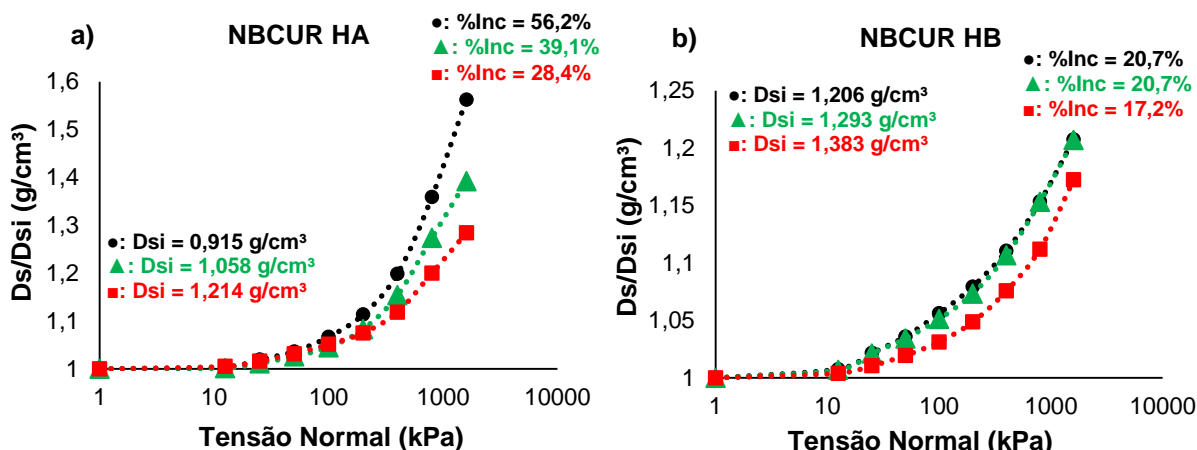 a)
NBCUR HA
●: %Inc = 56,2%
▲: %Inc = 39,1%
■: %Inc = 28,4%
1,6
1,5
1,4
1,3
1,2
1,1
1
Ds/Dsi (g/cm³)
●: Dsi = 0,915 g/cm³
▲: Dsi = 1,058 g/cm³
■: Dsi = 1,214 g/cm³
1 10 100 1000 10000
Tensão Normal (kPa)
b)
NBCUR HB
●: %Inc = 20,7%
▲: %Inc = 20,7%
■: %Inc = 17,2%
●: Dsi = 1,206 g/cm³
▲: Dsi = 1,293 g/cm³
■: Dsi = 1,383 g/cm³
1,25
1,2
1,15
1,1
1,05
1
Ds/Dsi (g/cm³)
1 10 100 1000 10000
Tensão Normal (kPa)